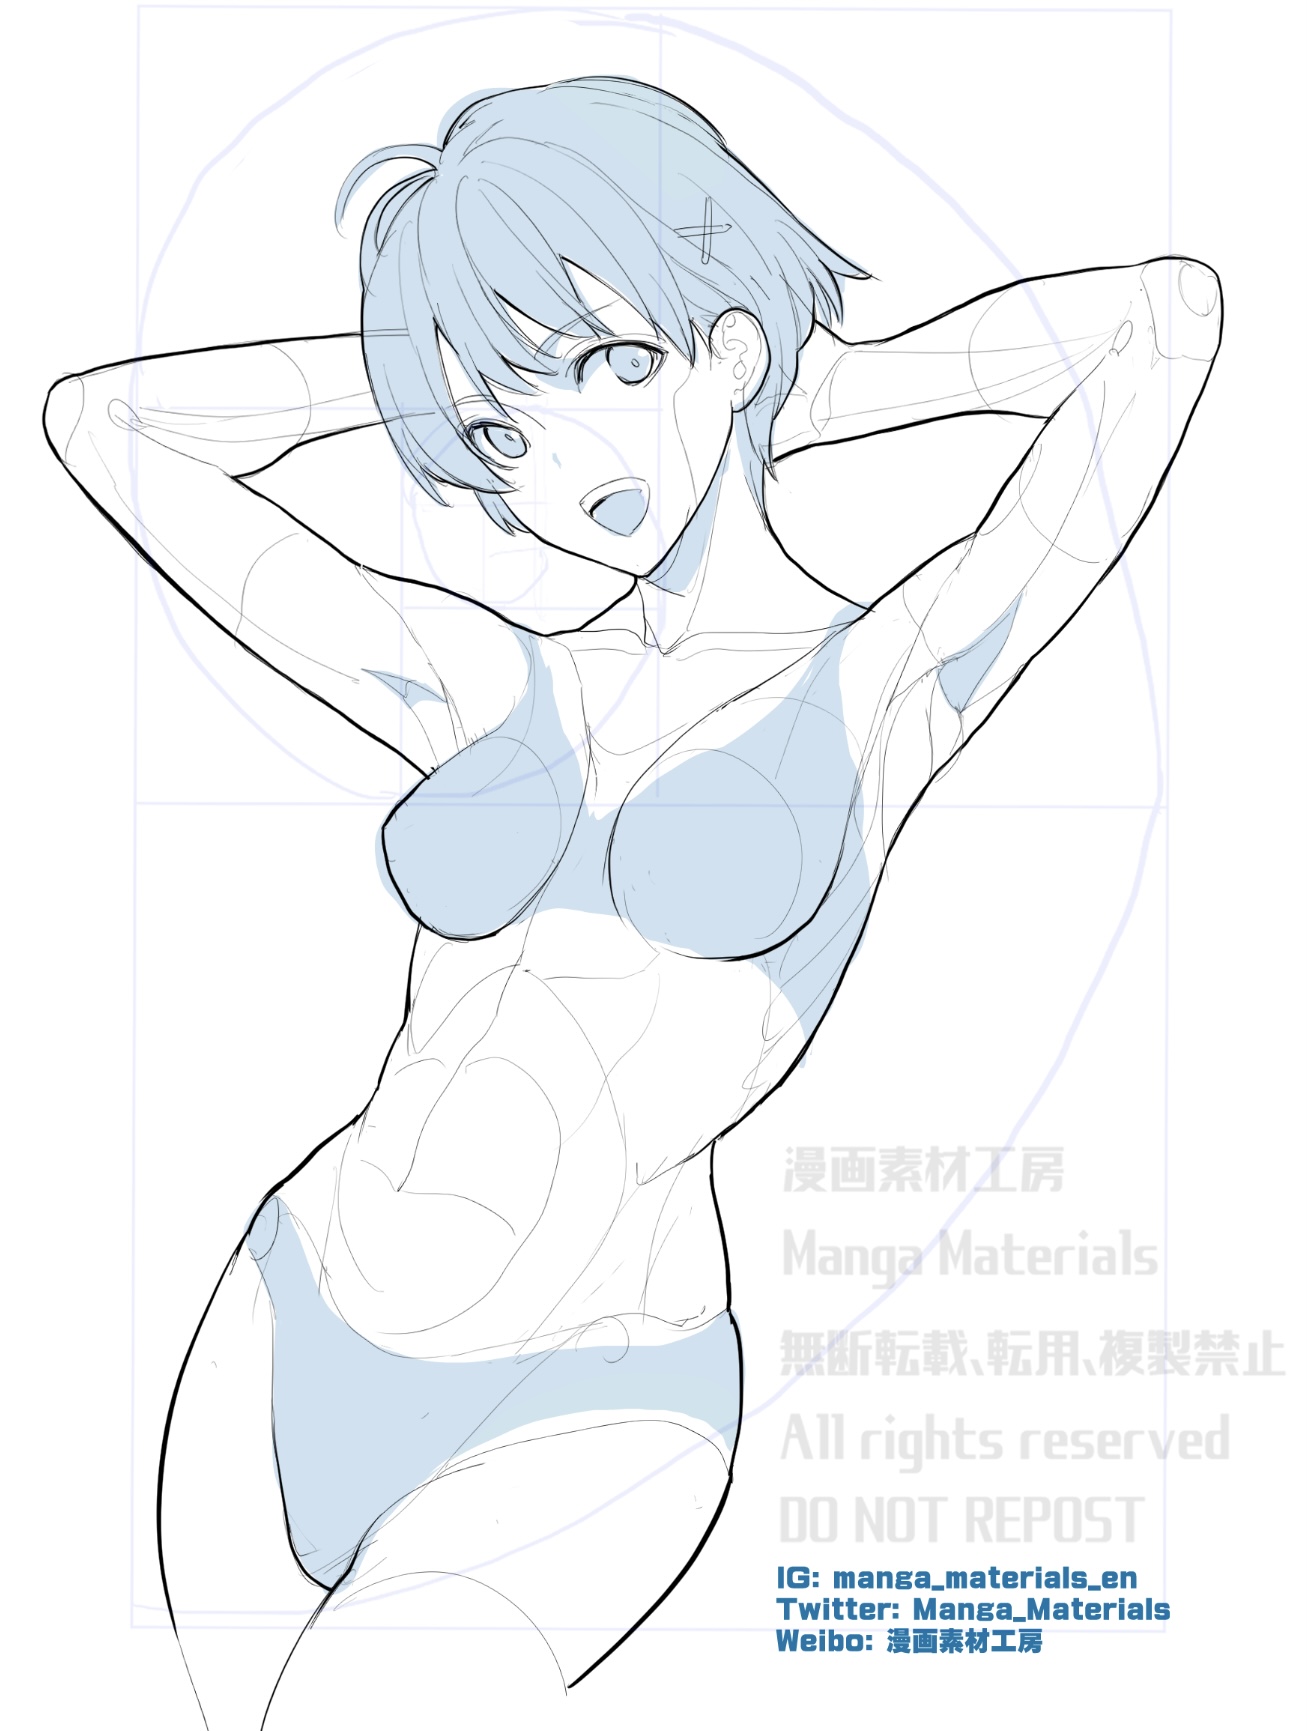 漫画素材工房
Manga Materials
無断転載、転用、複製禁止
All rights reserved
DO NOT REPOST
IG: manga_materials_en
Twitter: Manga_Materials
Weibo: 漫画素材工房